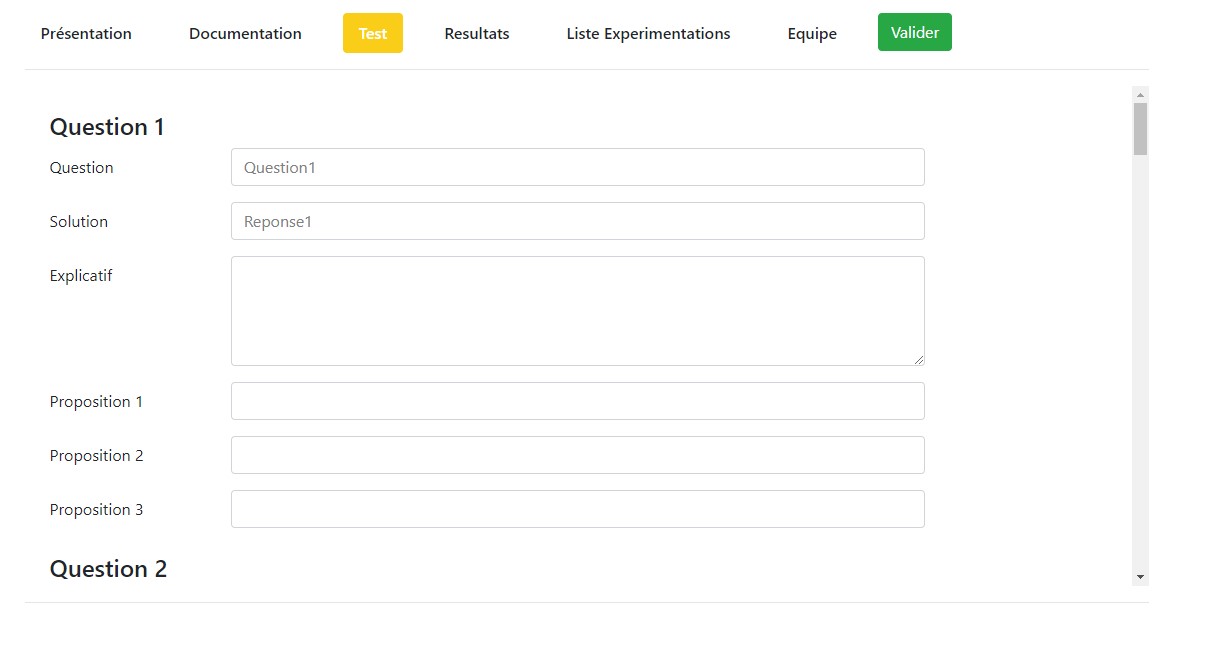 Présentation Documentation Test Resultats Liste Experimentations Equipe Valider
Question 1
Question Question1
Solution Reponse1
Explicatif
Proposition 1
Proposition 2
Proposition 3
Question 2